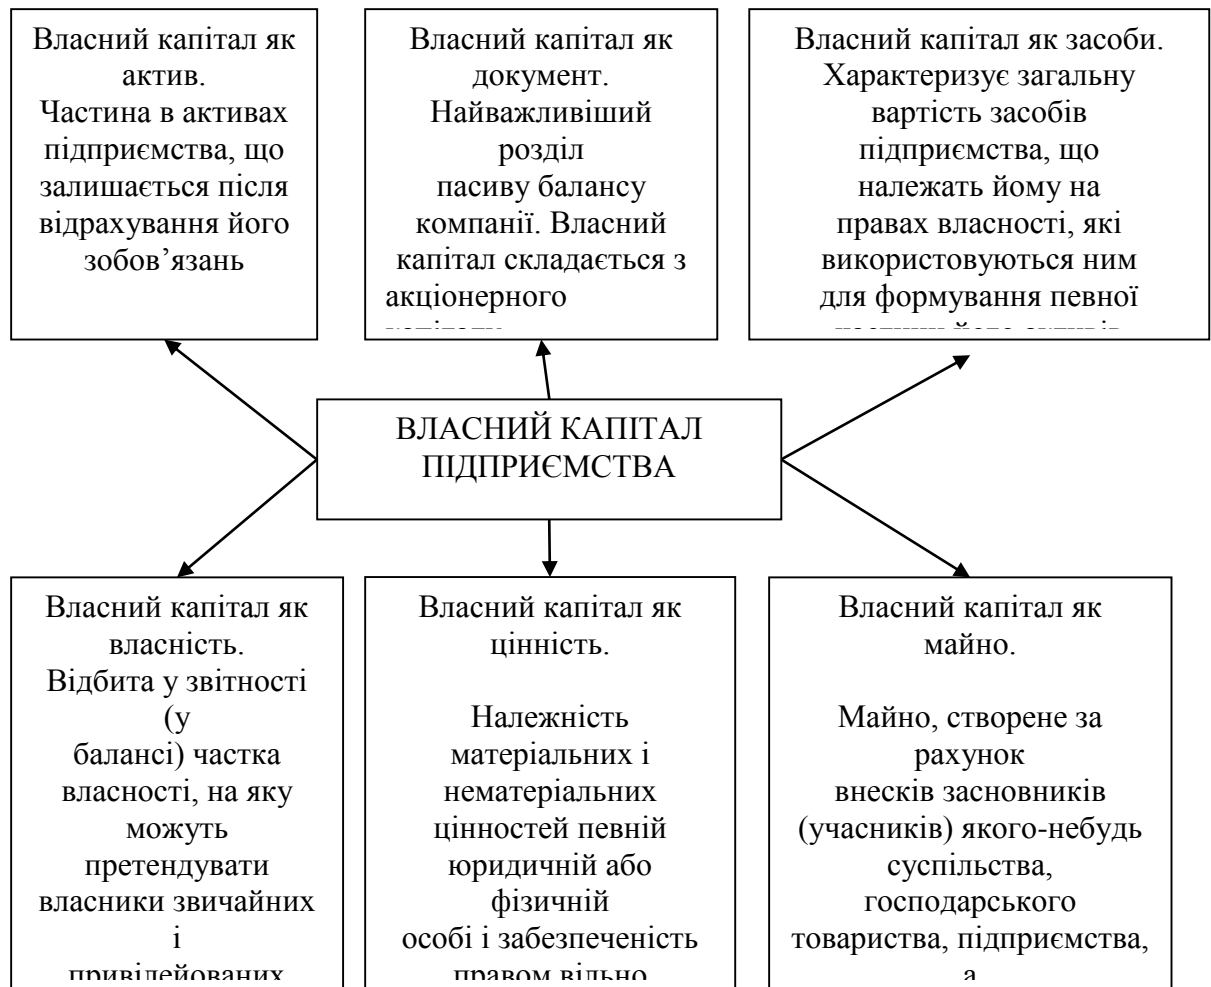 Власний капітал як
актив.
Частина в активах
підприємства, що
залишається після
відрахування його
зобов’язань
Власний капітал як
документ.
Найважливіший
розділ
пасиву балансу
компанії. Власний
капітал складається з
акціонерного
Власний капітал як засоби.
Характеризує загальну
вартість засобів
підприємства, що
належать йому на
правах власності, які
використовуються ним
для формування певної
ВЛАСНИЙ КАПІТАЛ
ПІДПРИЄМСТВА
Власний капітал як
власність.
Відбита у звітності
(у
балансі) частка
власності, на яку
можуть
претендувати
власники звичайних
і
привілейованих
Власний капітал як
цінність.
Належність
матеріальних і
нематеріальних
цінностей певній
юридичній або
фізичній
особі і забезпеченість
правом вільно
Власний капітал як
майно.
Майно, створене за
рахунок
внесків засновників
(учасників) якого-небудь
суспільства,
господарського
товариства, підприємства,
а